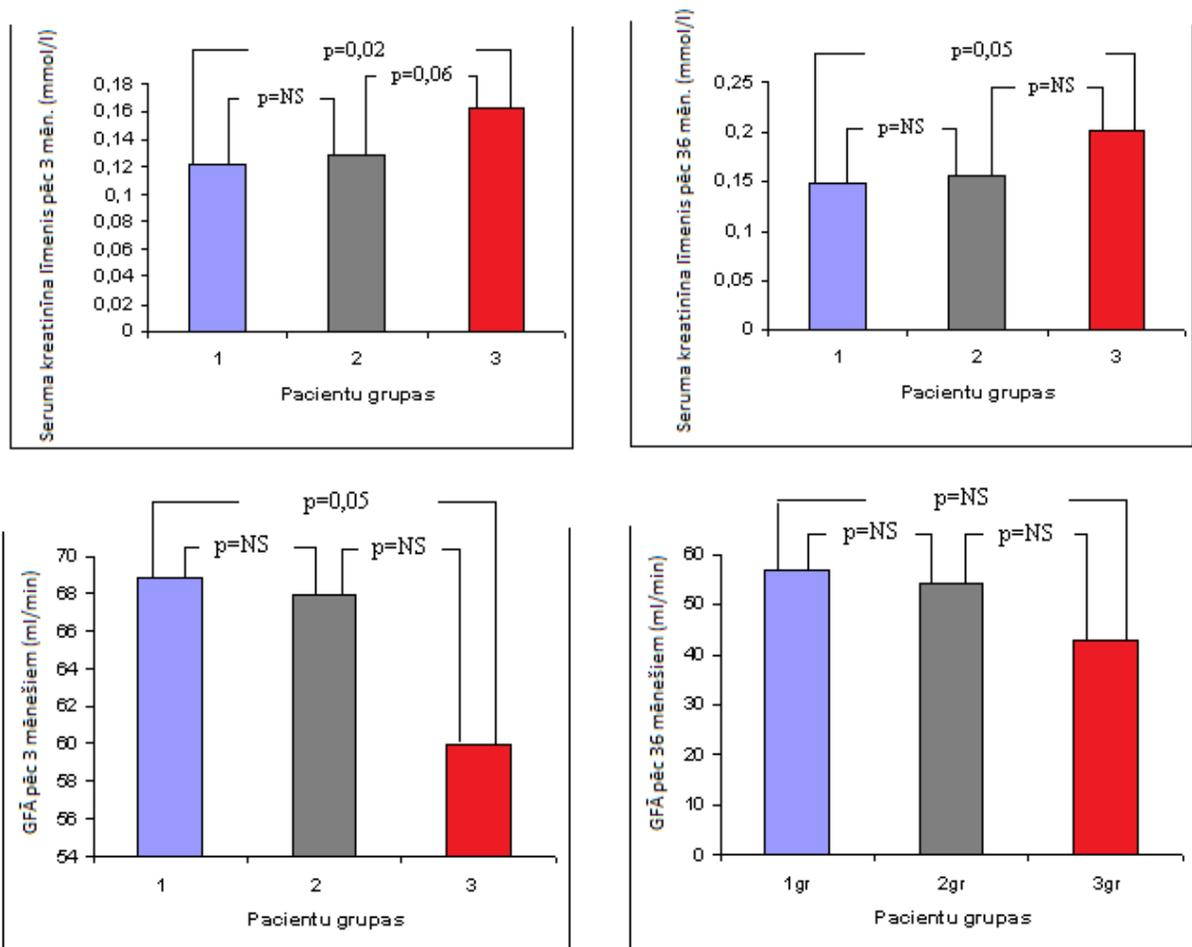 Seruma kreatinīna līmenis pēc 3 mēn. (mmol/l)
p=0,02
p=0,06
p=NS
0,18
0,16
0,14
0,12
0,1
0,08
0,06
0,04
0,02
0
1 2 3
Pacientu grupas
Seruma kreatinīna līmenis pēc 36 mēn. (mmol/l)
p=0,05
p=NS
p=NS
0,25
0,2
0,15
0,1
0,05
0
1 2 3
Pacientu grupas
GFĀ pēc 3 mēnešiem (ml/min)
p=0,05
p=NS p=NS
70
68
66
64
62
60
58
56
54
1 2 3
Pacientu grupas
GFĀ pēc 36 mēnešiem (ml/min)
p=NS
p=NS p=NS
60
50
40
30
20
10
0
1gr 2gr 3gr
Pacientu grupas